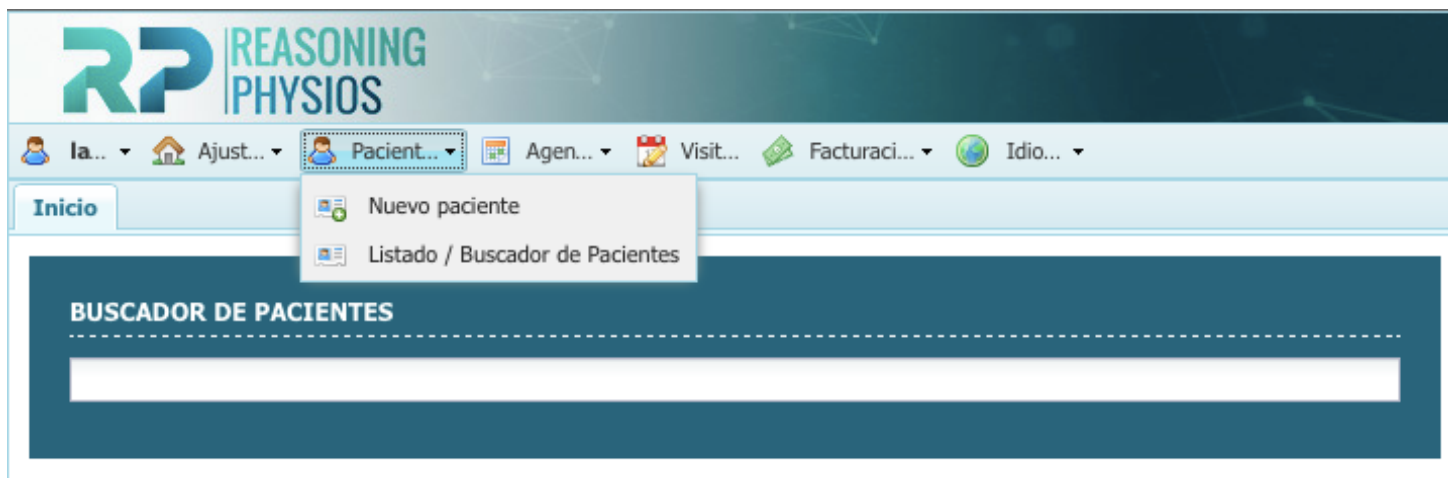 RP REASONING
PHYSIOS
la... Ajust... Pacient... Agen... Visit... Facturaci... Idio...
Inicio
Nuevo paciente
Listado / Buscador de Pacientes
BUSCADOR DE PACIENTES